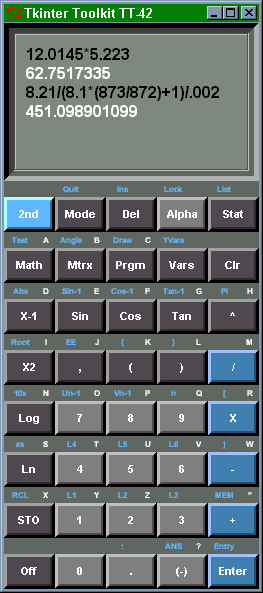 Tkinter Toolkit TT-42
12.0145*5.223
62.7517335
8.21/(8.1*(873/872)+1)/.002
451.098901099
Quit Ins Lock List
2nd Mode Del Alpha Stat
Test A Angle B Draw C YVars
Math Mtrx Prgm Vars Clr
Abs D Sin-1 E Cos-1 F Tan-1 G PI H
X-1 Sin Cos Tan ^
Root I EE J { K } L M
X2 , ( ) /
10x N Un-1 O Vn-1 P n Q [ R
Log 7 8 9 X
ex S L4 T L5 U L6 V ] W
Ln 4 5 6 -
RCL X L1 Y L2 Z L3 MEM "
STO 1 2 3 +
: ANS ? Entry
Off 0 . (-) Enter